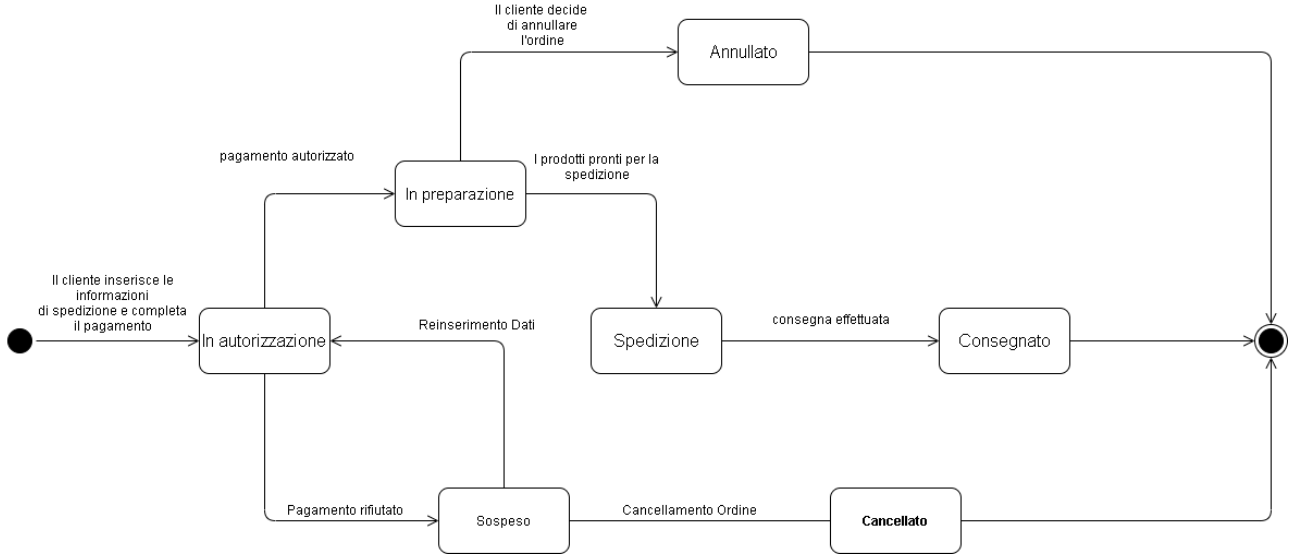 Il cliente decide
di annullare
l'ordine
Annullato
pagamento autorizzato
I prodotti pronti per la
spedizione
In preparazione
Il cliente inserisce le
informazioni
di spedizione e completa
il pagamento
In autorizzazione
Reinserimento Dati
Spedizione
consegna effettuata
Consegnato
Pagamento rifiutato
Sospeso
Cancellamento Ordine
Cancellato